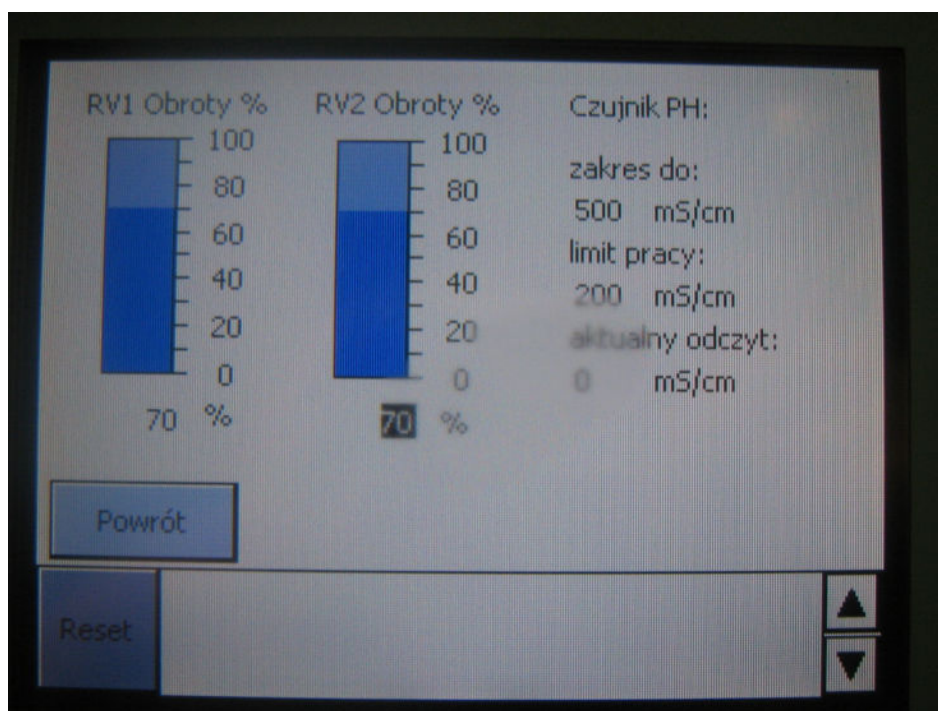 RV1 Obroty %
100
80
60
40
20
0
70 %
RV2 Obroty %
100
80
60
40
20
0
70 %
Czujnik PH:
zakres do:
500 mS/cm
limit pracy:
200 mS/cm
aktualny odczyt:
0 mS/cm
Powrót
Reset